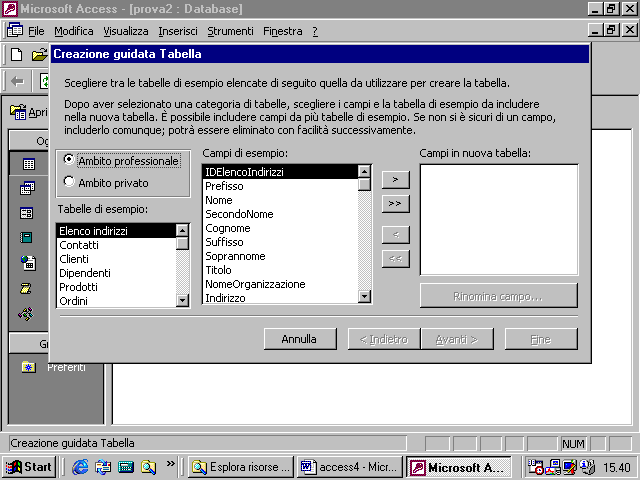 Microsoft Access - [prova2 : Database]
File Modifica Visualizza Inserisci Strumenti Finestra ?
Creazione guidata Tabella
Scegliere tra le tabelle di esempio elencate di seguito quella da utilizzare per creare la tabella.
Dopo aver selezionato una categoria di tabelle, scegliere i campi e la tabella di esempio da includere
nella nuova tabella. È possibile includere campi da più tabelle di esempio. Se non si è sicuri di un campo,
includerlo comunque; potrà essere eliminato con facilità successivamente.
Apri
Og
Ambito professionale
Ambito privato
Tabelle di esempio:
Elenco indirizzi
Contatti
Clienti
Dipendenti
Prodotti
Ordini
Campi di esempio:
IDElencoIndirizzi
Prefisso
Nome
SecondoNome
Cognome
Suffisso
Soprannome
Titolo
NomeOrganizzazione
Indirizzo
>
>>
<
<<
Campi in nuova tabella:
Rinomina campo...
Annulla
< Indietro
Avanti >
Fine
Preferiti
Creazione guidata Tabella
NUM
Start
»
Esplora risorse ...
access4 - Micr...
Microsoft A...
15.40